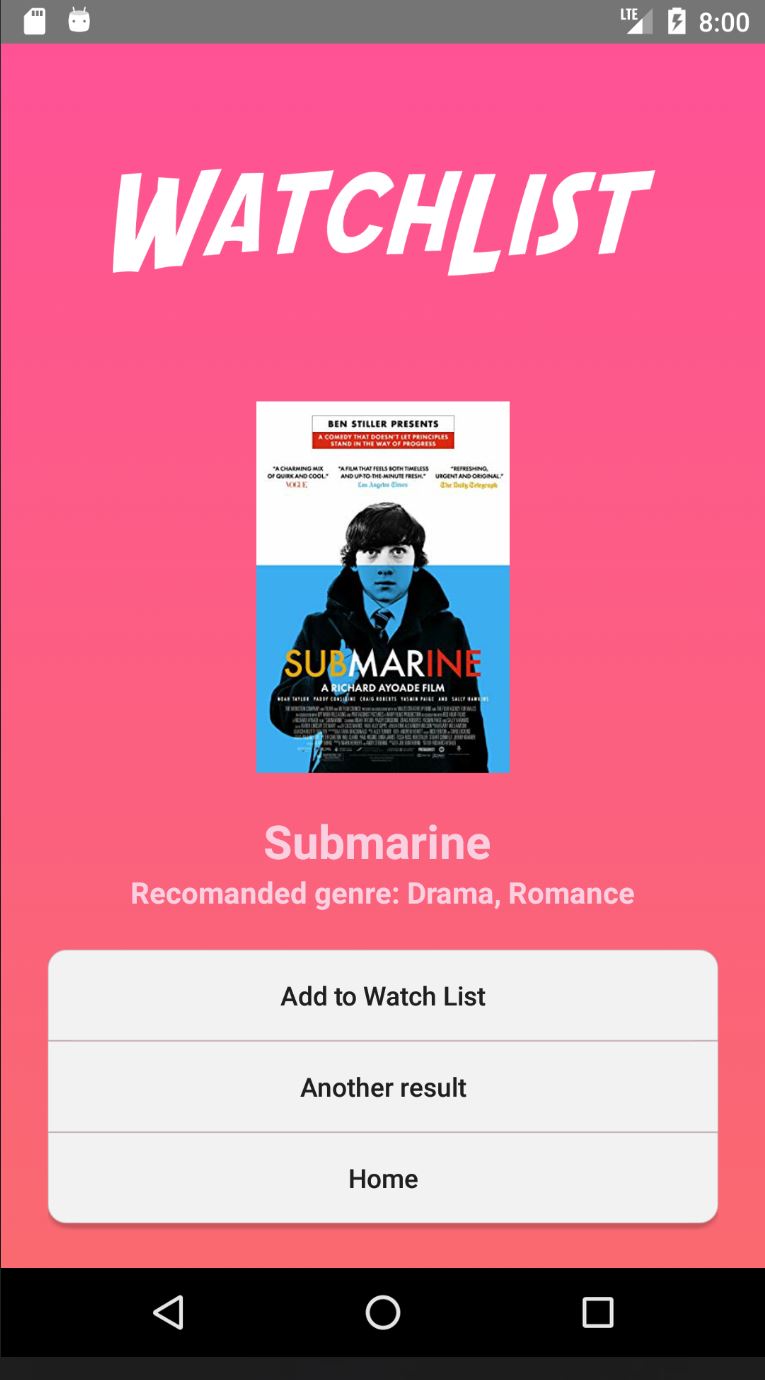 LTE 8:00
WATCHLIST
BEN STILLER PRESENTS
A COMEDY THAT DOESN'T LET PRINCIPLES
STAND IN THE WAY OF PROGRESS
"A CHARMING MIX
OF QUIRK AND COOL."
VOGUE
"A FILM THAT FEELS BOTH TIMELESS
AND UP-TO-THE-MINUTE FRESH."
Los Angeles Times
"REFRESHING,
URGENT AND ORIGINAL."
The Daily Telegraph
SUBMARINE
A RICHARD AYOADE FILM
NOAH TAYLOR PADDY CONSIDINE CRAIG ROBERTS YASMIN PAIGE AND SALLY HAWKINS
Submarine
Recomanded genre: Drama, Romance
Add to Watch List
Another result
Home